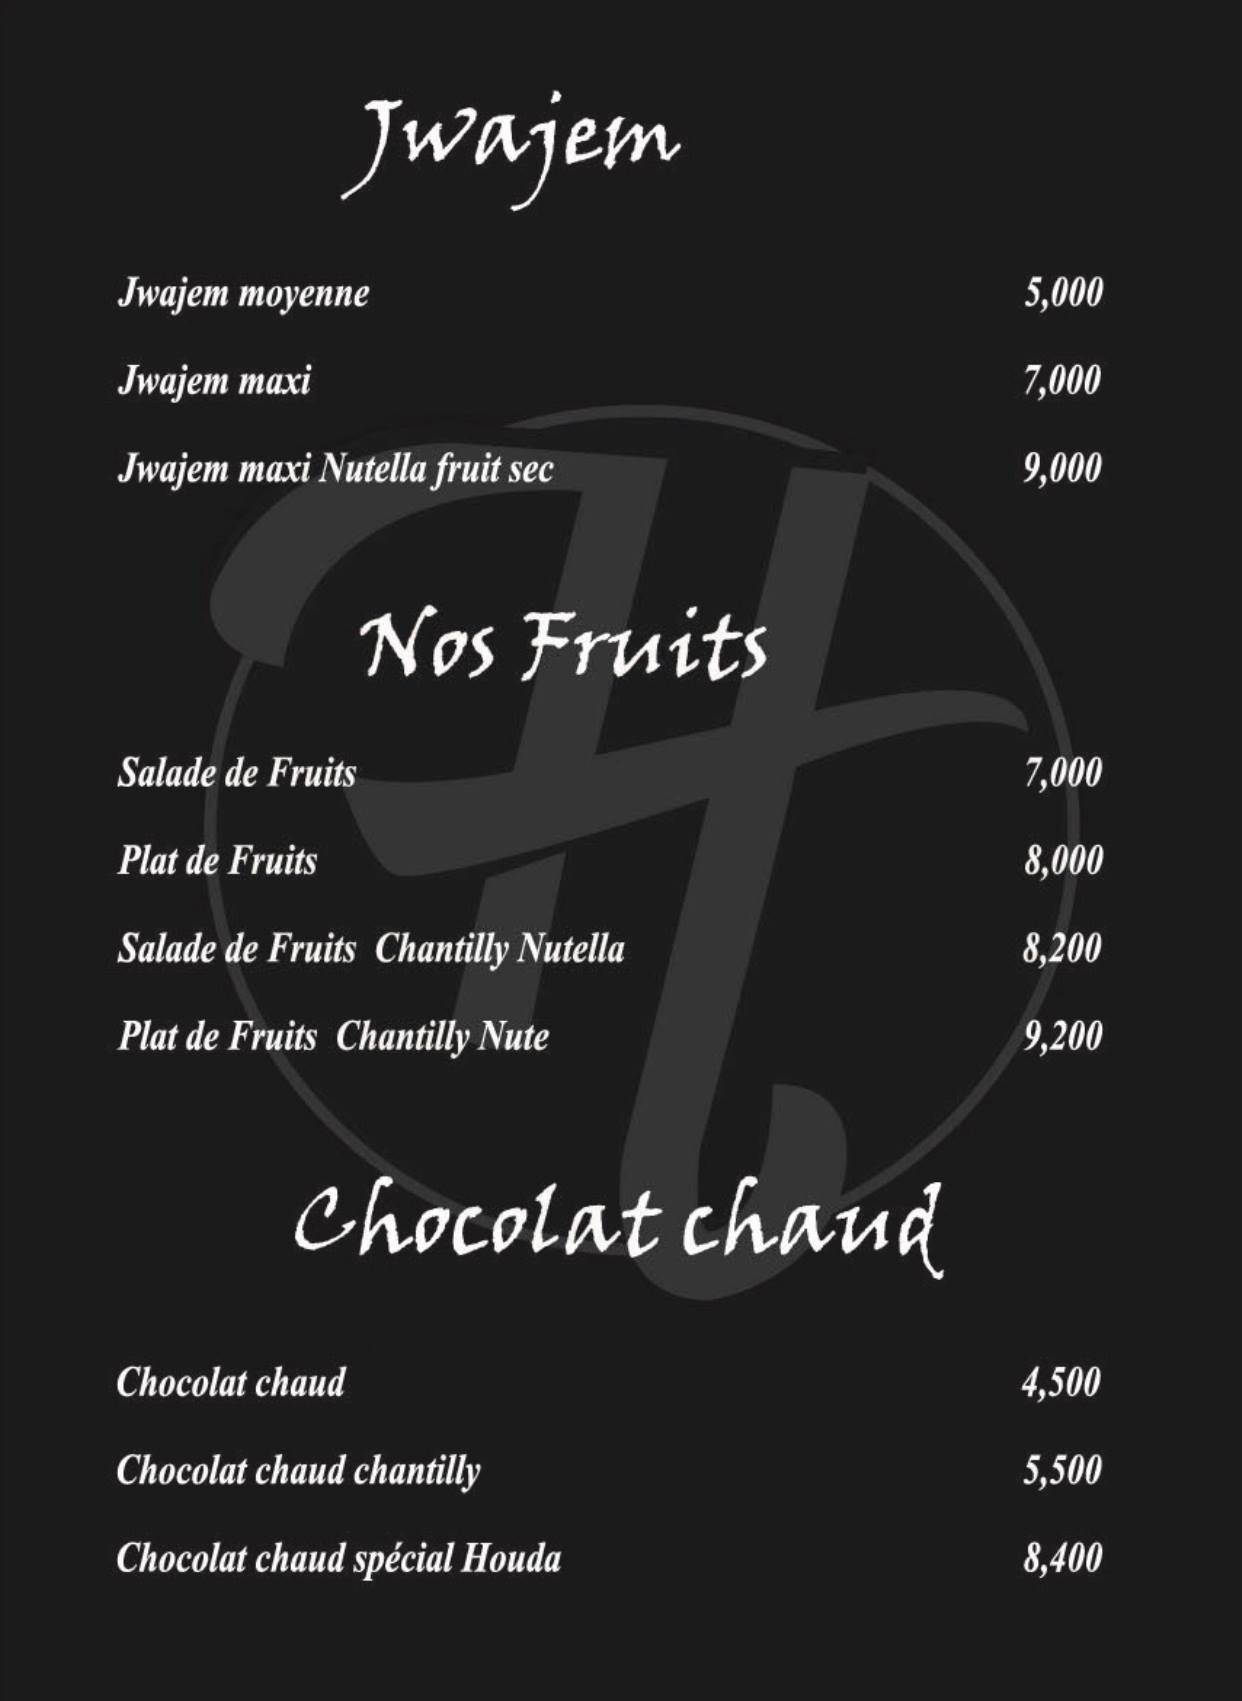 Jwajem
Jwajem moyenne 5,000
Jwajem maxi 7,000
Jwajem maxi Nutella fruit sec 9,000
Nos Fruits
Salade de Fruits 7,000
Plat de Fruits 8,000
Salade de Fruits Chantilly Nutella 8,200
Plat de Fruits Chantilly Nute 9,200
Chocolat chaud
Chocolat chaud 4,500
Chocolat chaud chantilly 5,500
Chocolat chaud spécial Houda 8,400